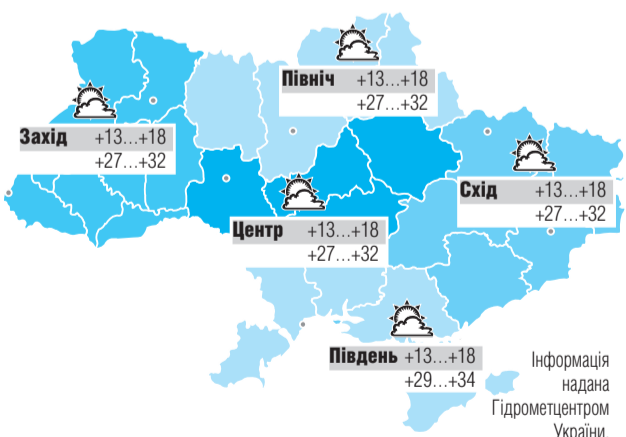 Північ +13...+18
+27...+32
Захід +13...+18
+27...+32
Схід +13...+18
+27...+32
Центр +13...+18
+27...+32
Південь +13...+18
+29...+34
Інформація
надана
Гідрометцентром
України.